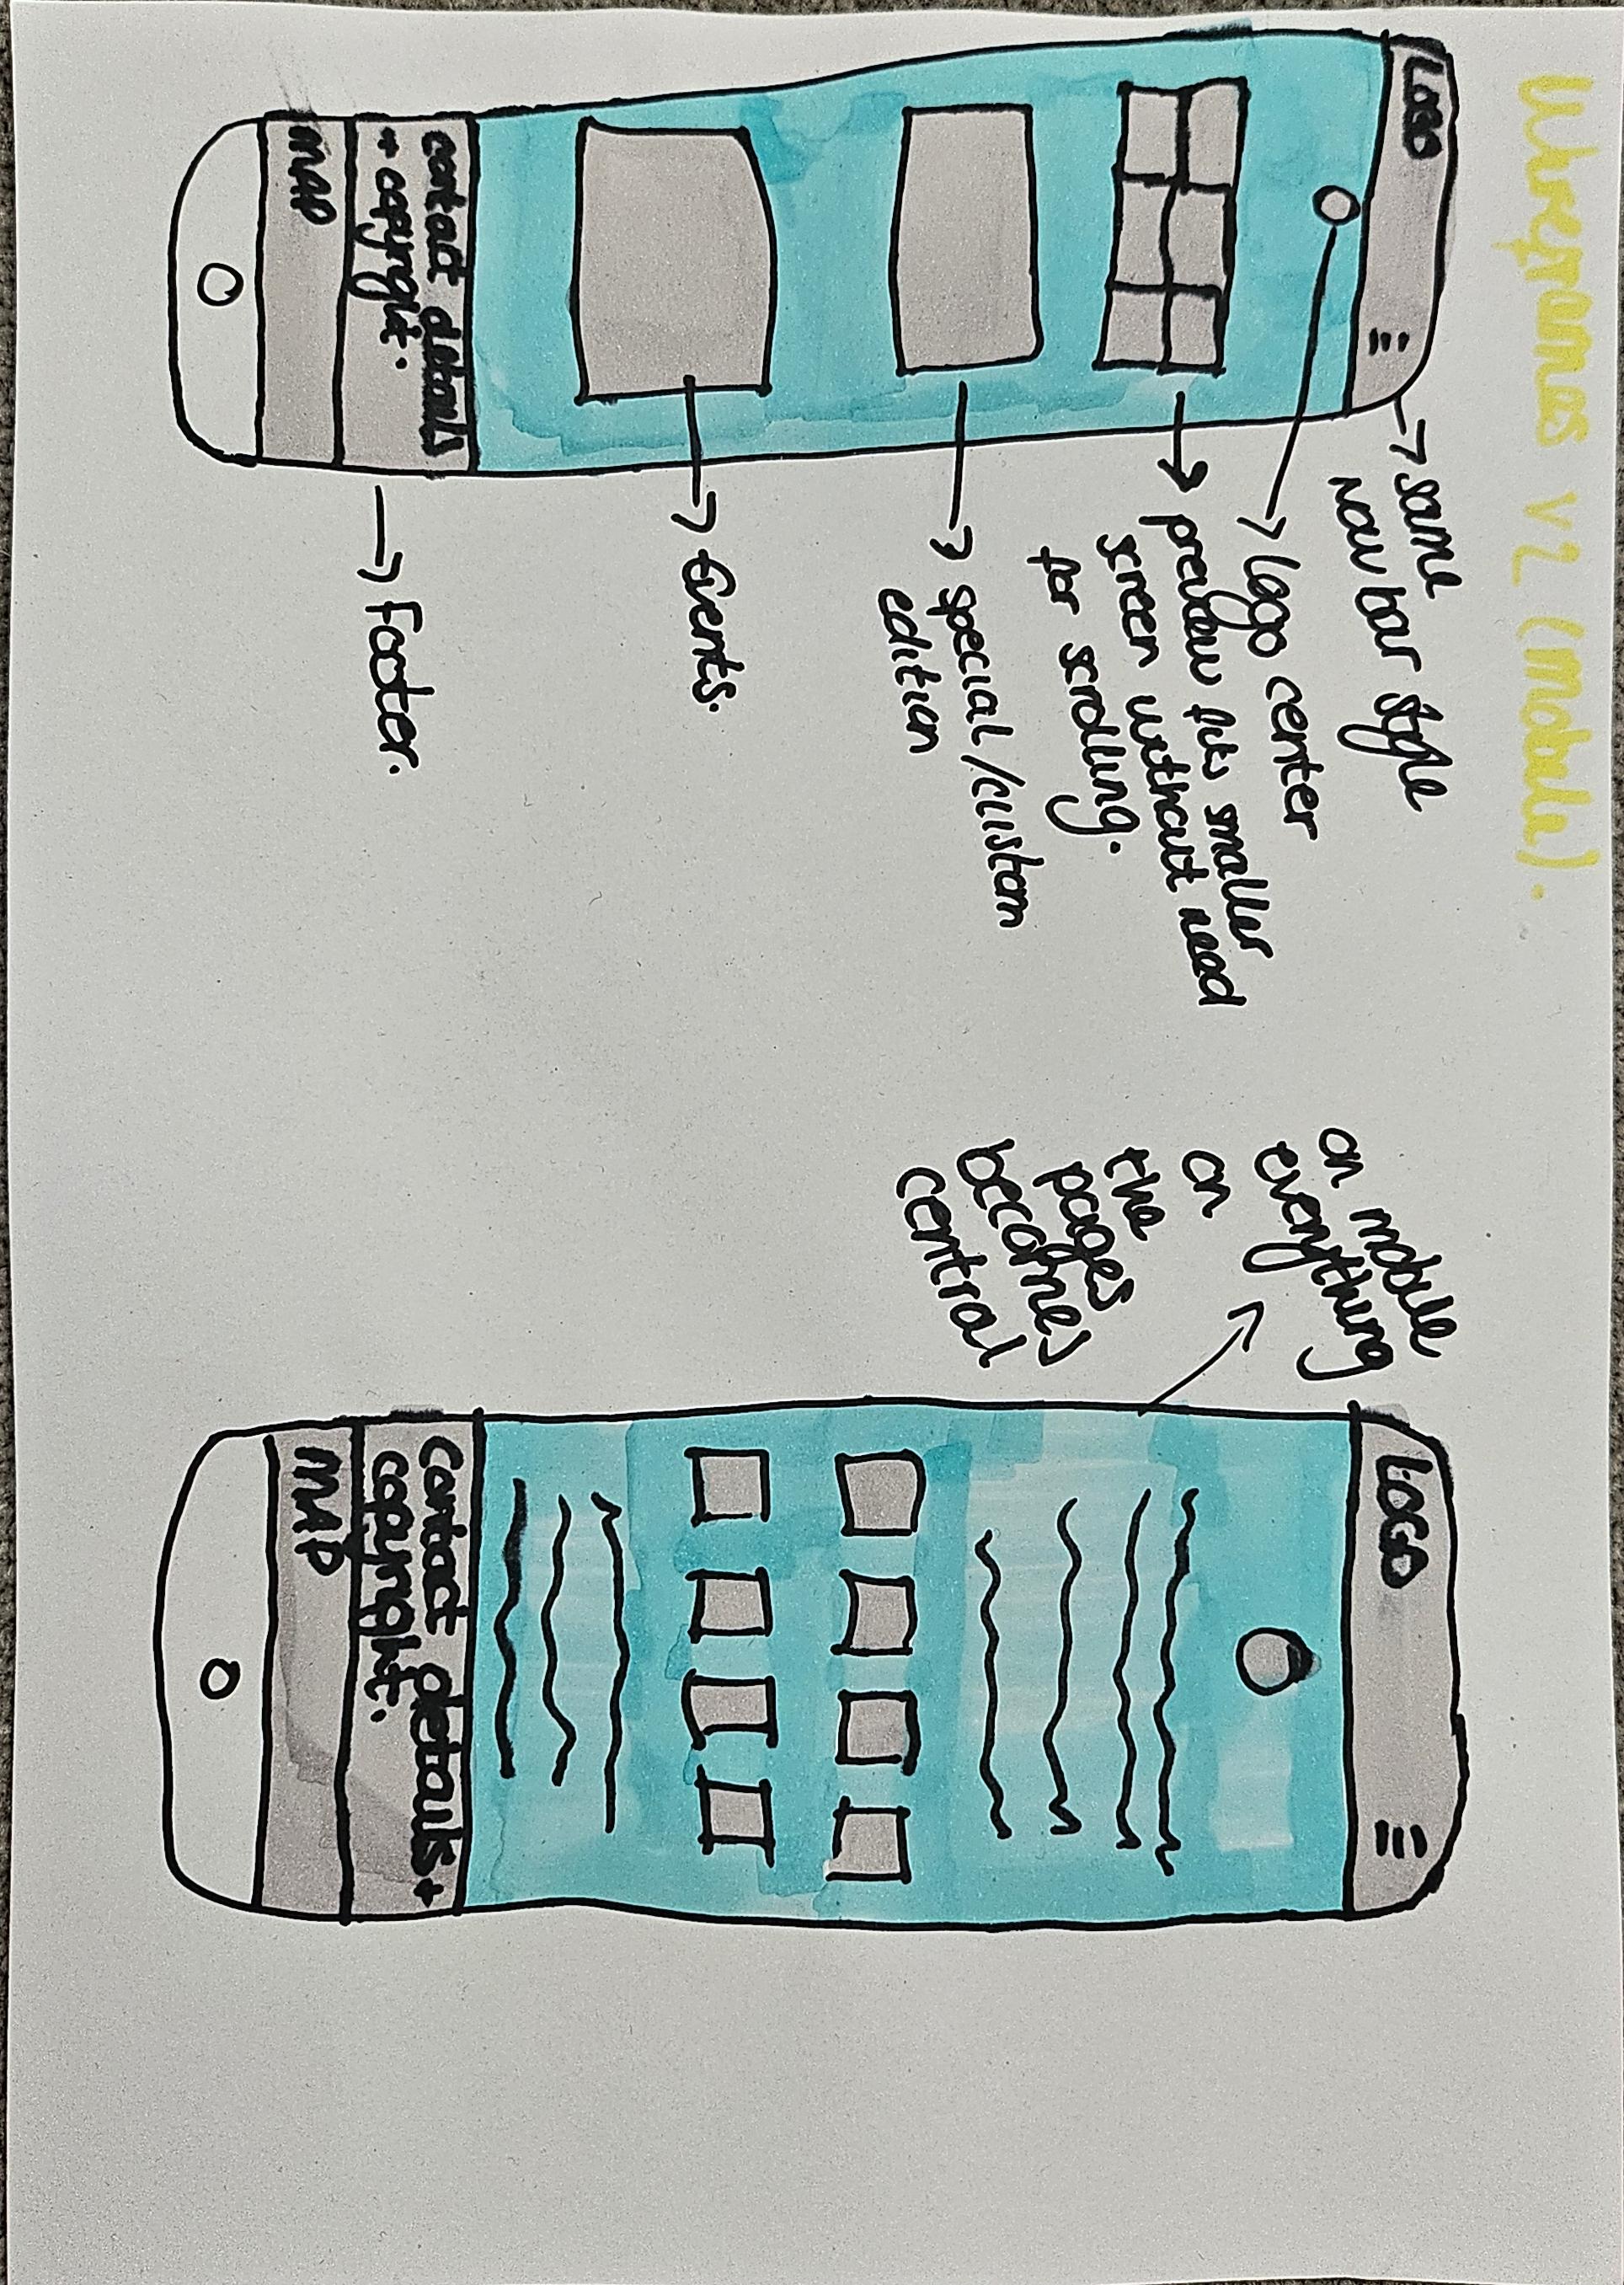 Wireframes V2 (mobile).
LOGO
→ same
nav bar style
→ logo center
→ preview fits smaller
screen without need
for scrolling.
→ special/custom
edition
→ Events.
contact details
+ copyright.
MAP
→ Footer.
on mobile
everything
on
the
pages
becomes
central
LOGO
Contact details +
copyright.
MAP